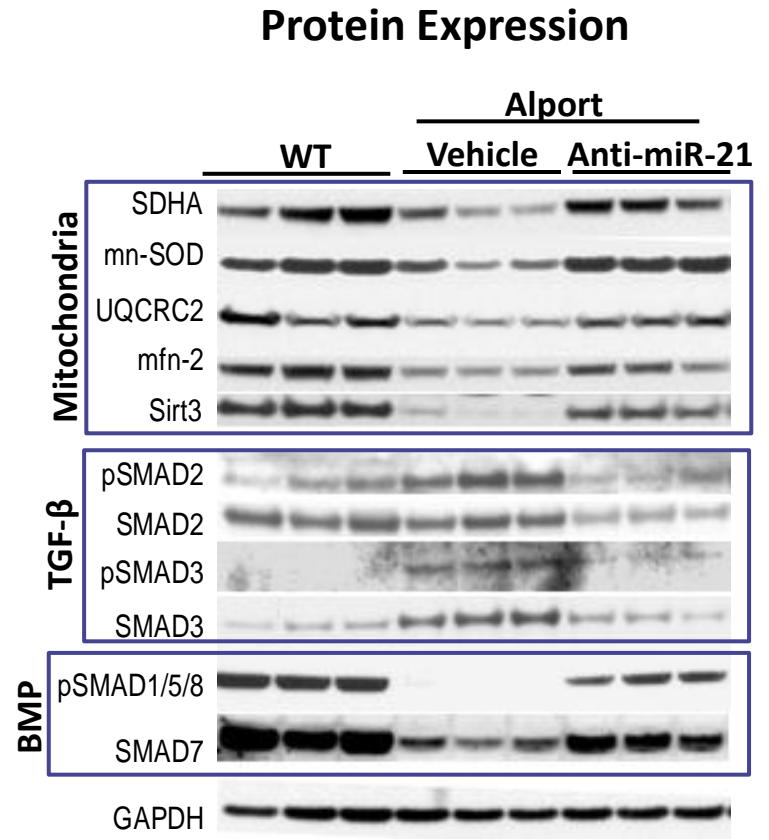 Protein Expression
Alport
WT Vehicle Anti-miR-21
Mitochondria
SDHA
mn-SOD
UQCRC2
mfn-2
Sirt3
TGF-β
pSMAD2
SMAD2
pSMAD3
SMAD3
BMP
pSMAD1/5/8
SMAD7
GAPDH